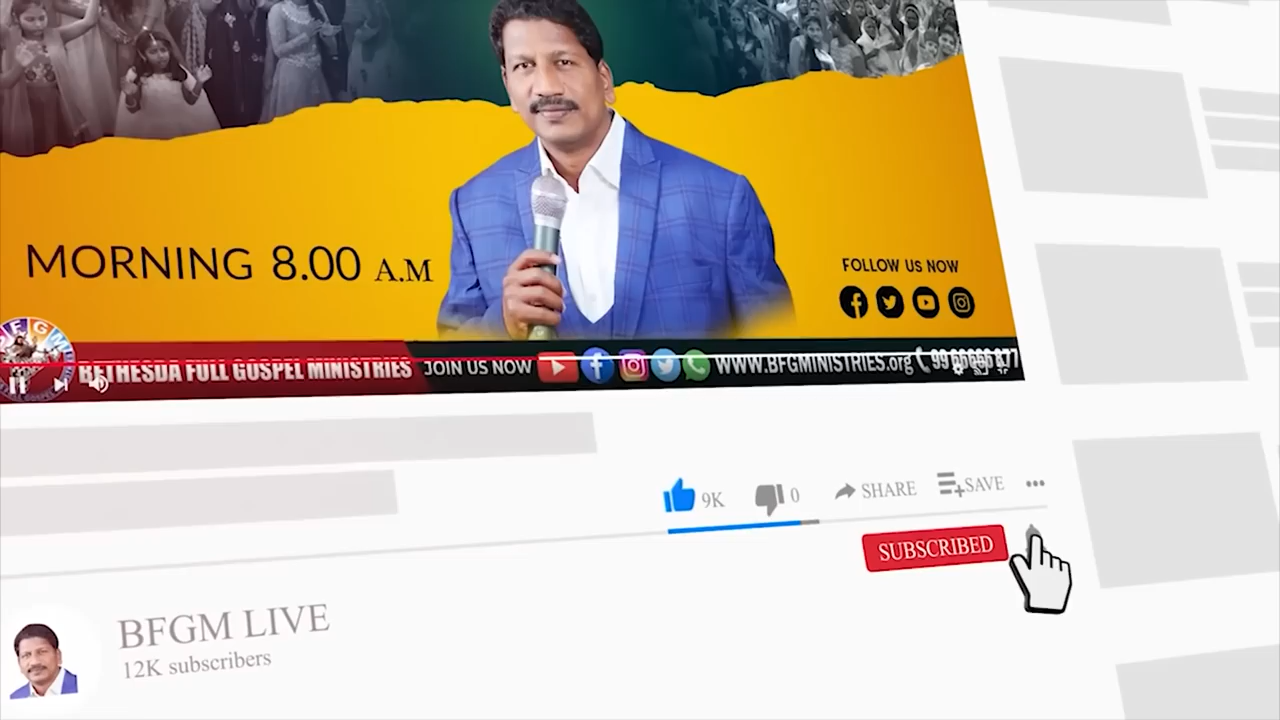 MORNING 8.00 A.M
FOLLOW US NOW
BFGM
BETHESDA FULL GOSPEL MINISTRIES JOIN US NOW WWW.BFGMINISTRIES.org
9K 0 SHARE SAVE
SUBSCRIBED
BFGM LIVE
12K subscribers